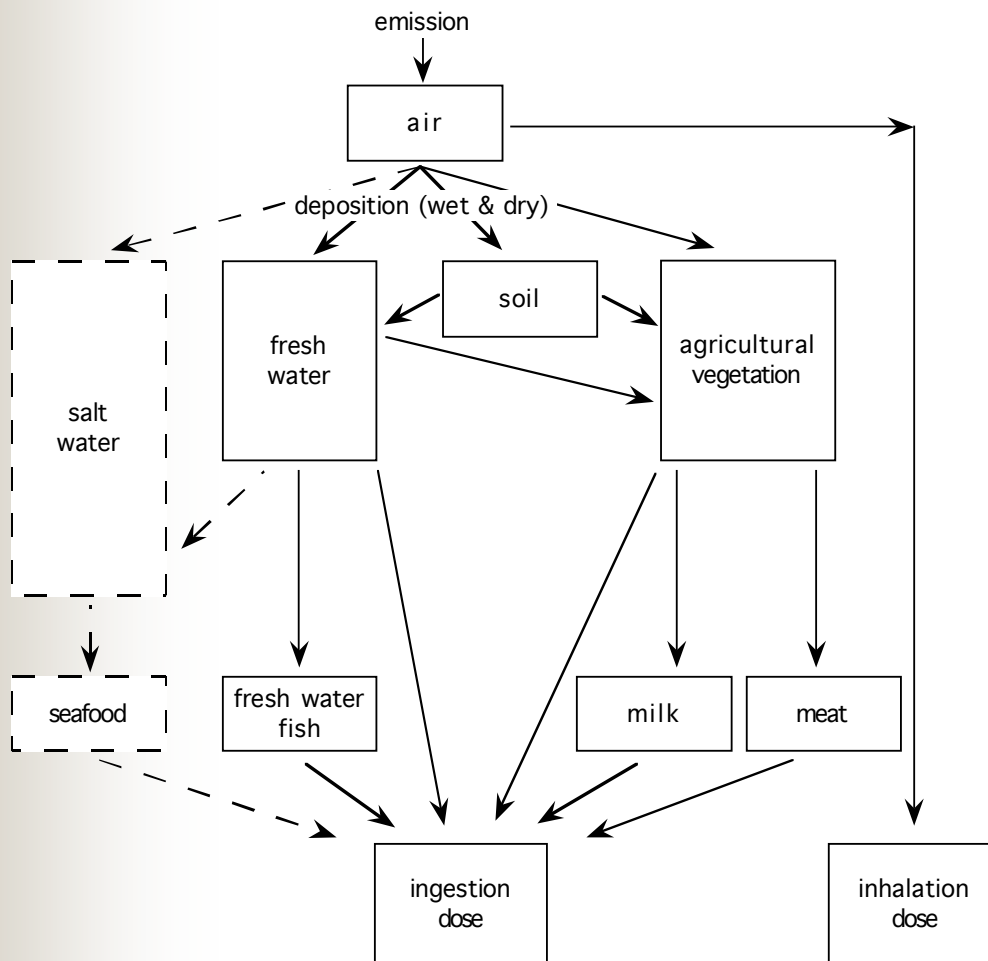 emission
air
deposition (wet & dry)
soil
fresh
water
agricultural
vegetation
salt
water
seafood
fresh water
fish
milk
meat
ingestion
dose
inhalation
dose